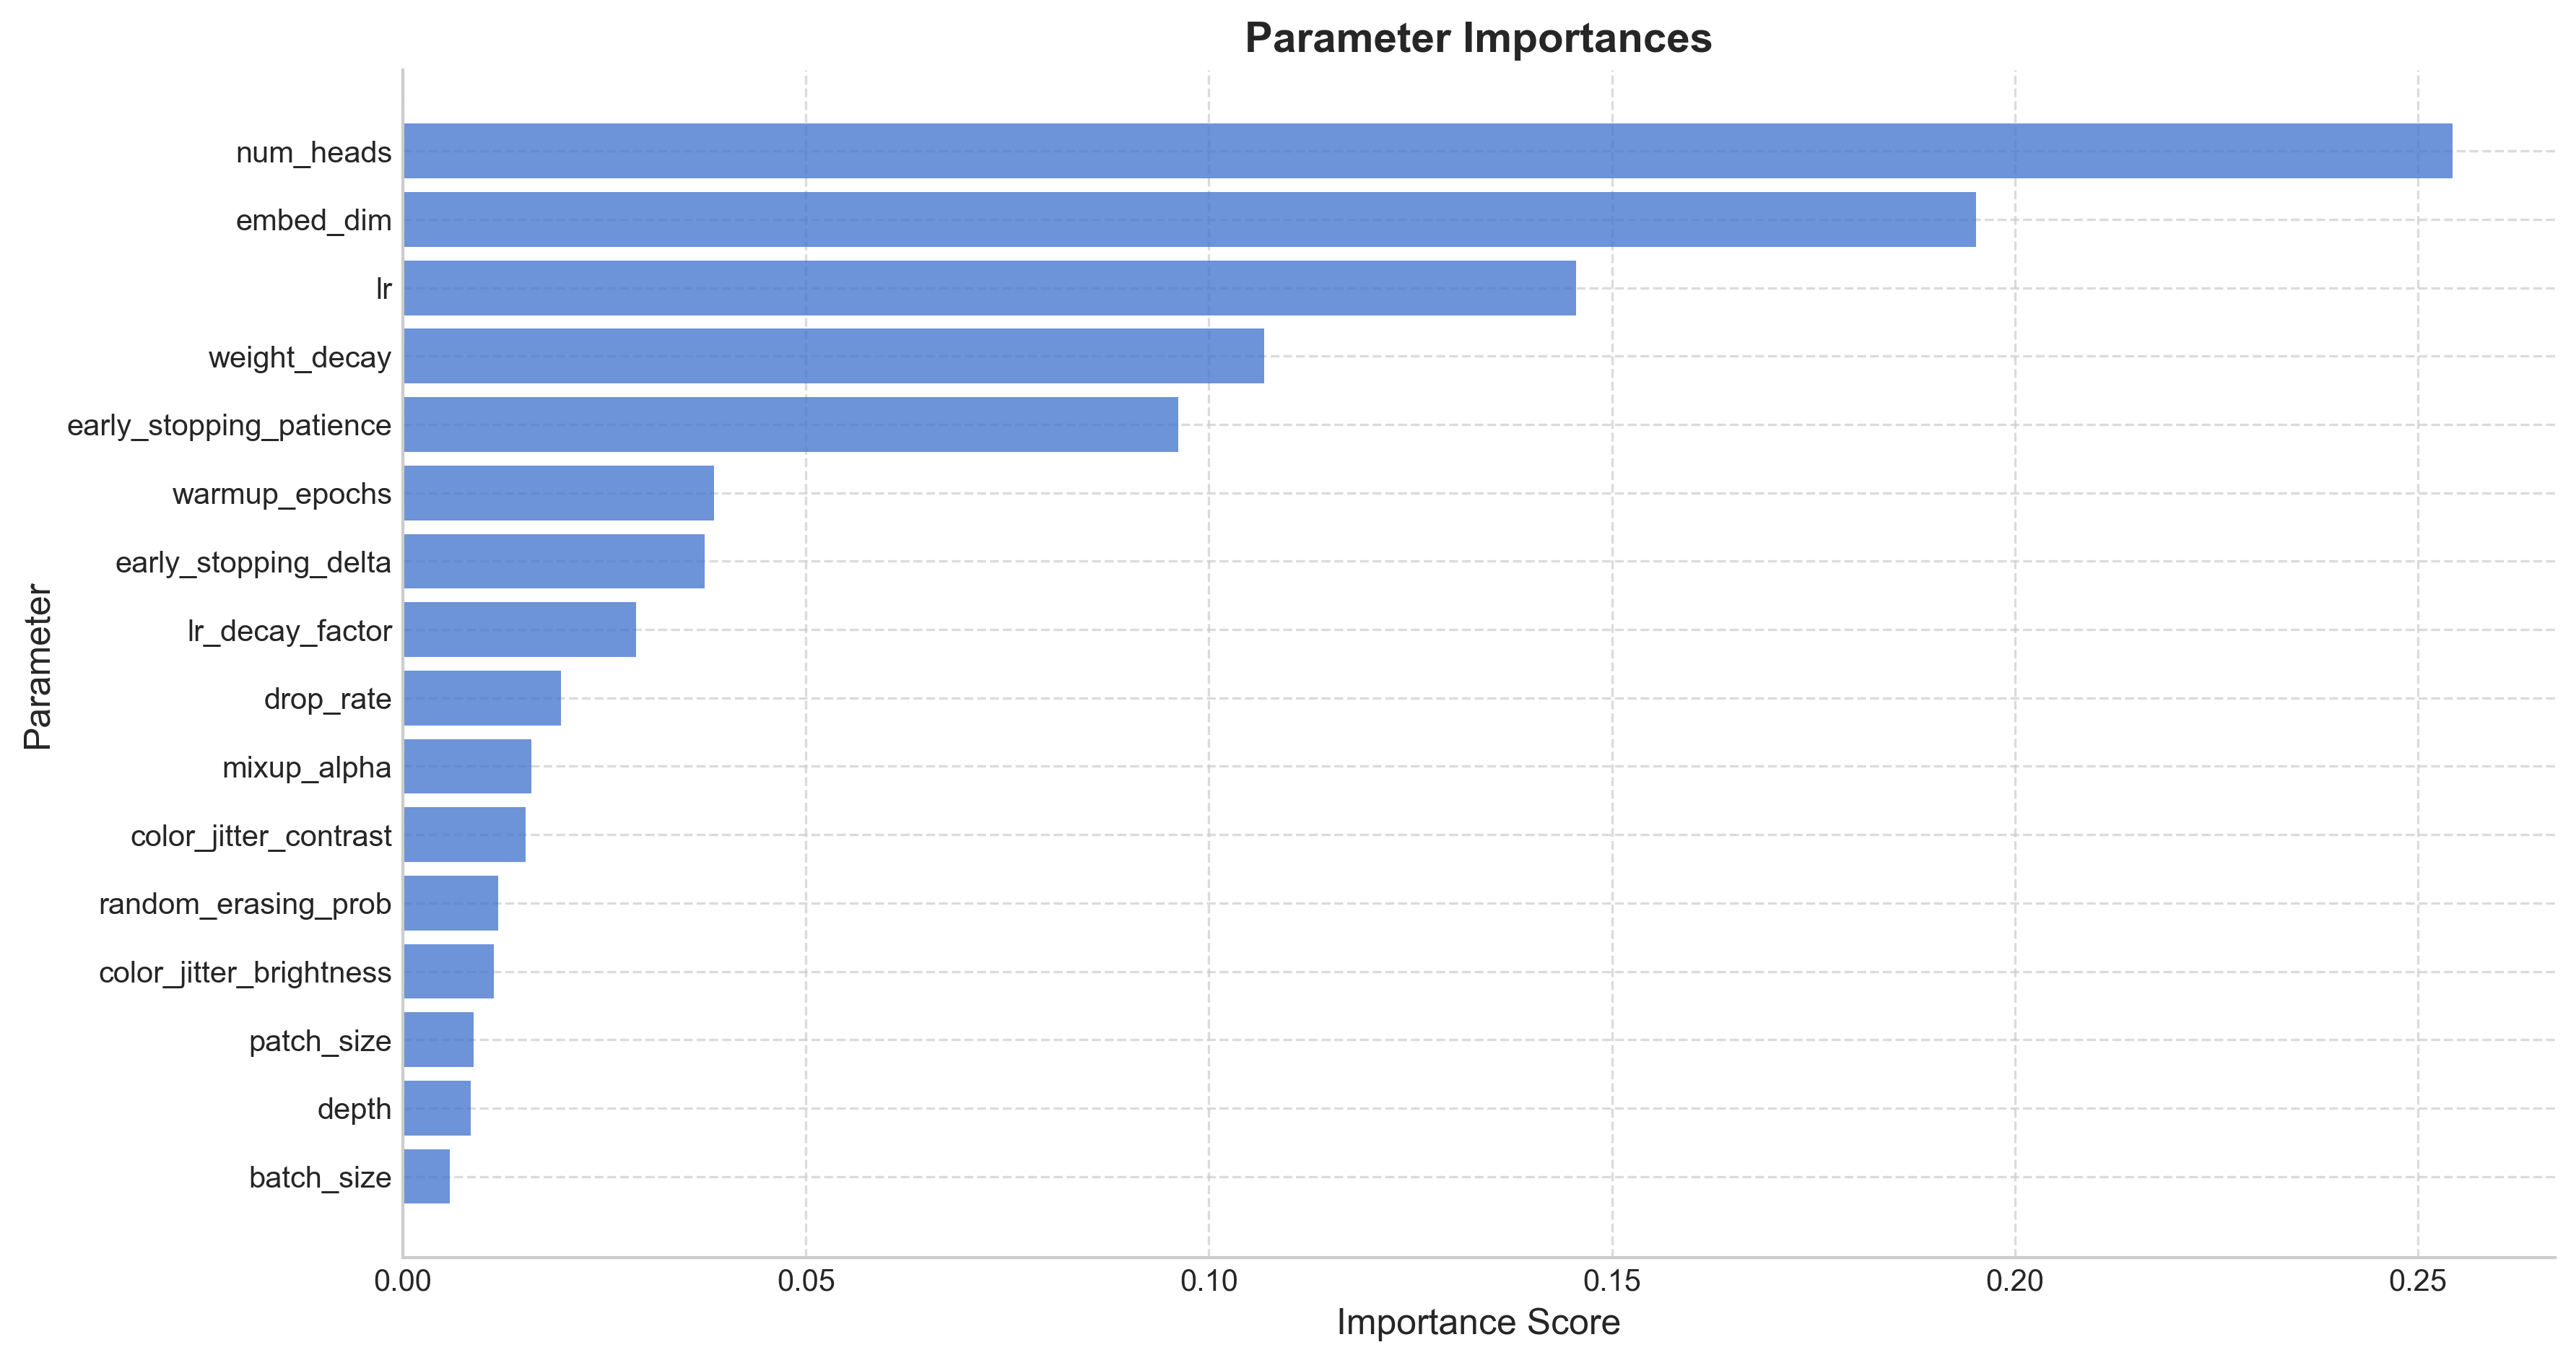 Parameter Importances
num_heads
embed_dim
lr
weight_decay
early_stopping_patience
warmup_epochs
early_stopping_delta
lr_decay_factor
drop_rate
mixup_alpha
color_jitter_contrast
random_erasing_prob
color_jitter_brightness
patch_size
depth
batch_size
Parameter
0.00 0.05 0.10 0.15 0.20 0.25
Importance Score